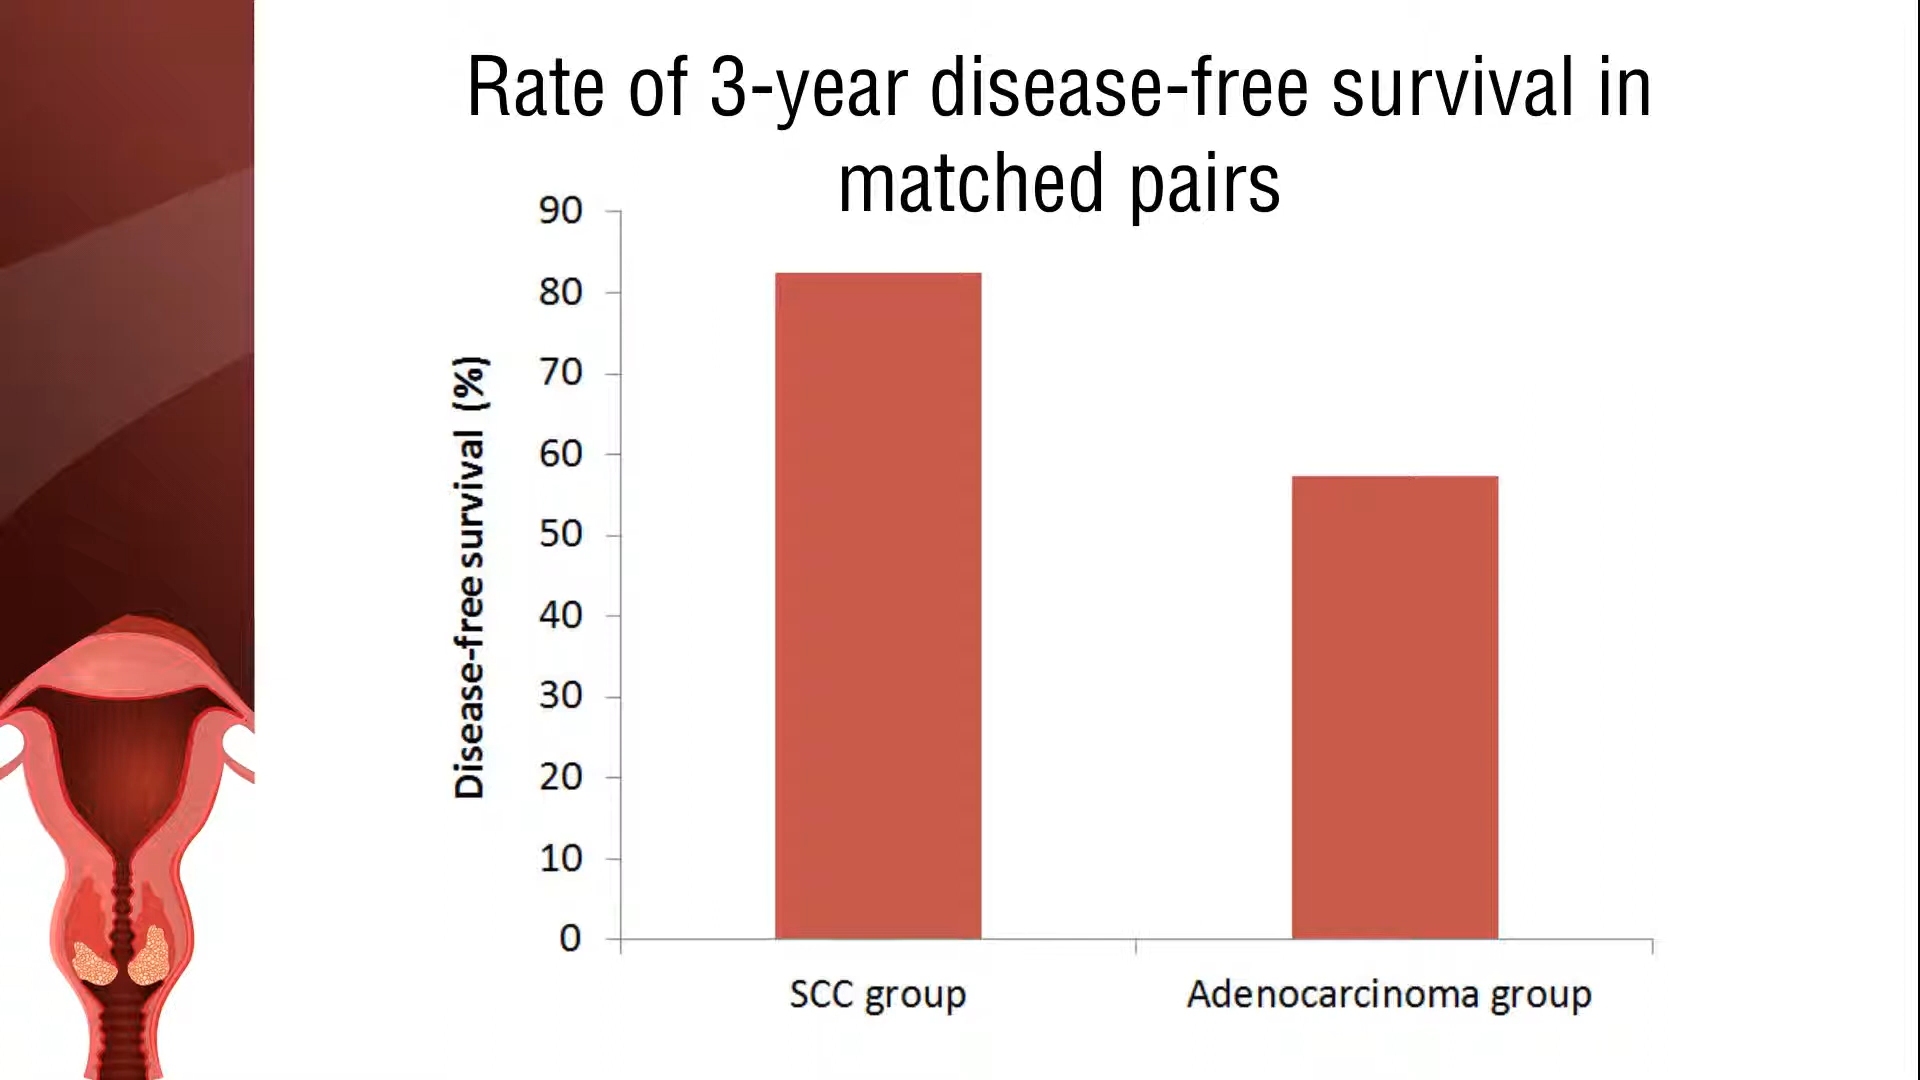 Rate of 3-year disease-free survival in
matched pairs
90
80
70
60
50
40
30
20
10
0
Disease-free survival (%)
SCC group
Adenocarcinoma group